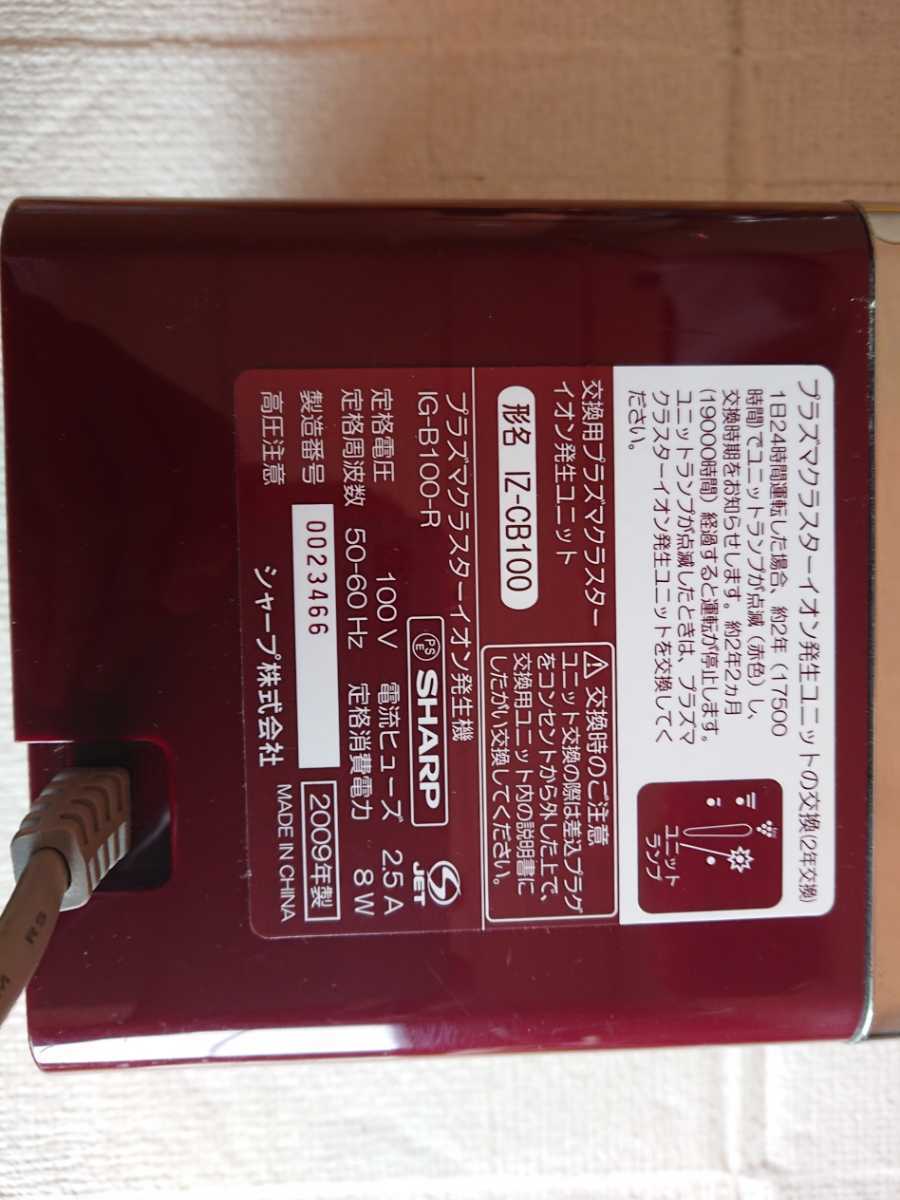 プラズマクラスターイオン発生ユニットの交換(2年交換)
1日24時間運転した場合、約2年(17500
時間)でユニットランプが点滅(赤色)し、
交換時期をお知らせします。約2年2ヵ月
(19000時間)経過すると運転が停止します。
ユニットランプが点滅したときは、プラズマ
クラスターイオン発生ユニットを交換してく
ださい。
ユニット
ランプ
交換用プラズマクラスター
イオン発生ユニット
形名 IZ-CB100
交換時のご注意
ユニット交換の際は差込プラグ
をコンセントから外した上で、
交換用ユニット内の説明書に
したがい交換してください。
プラズマクラスターイオン発生機
IG-B100-R
PS
E
SHARP
JET
定格電圧 100V 電流ヒューズ 2.5A
定格周波数 50-60Hz 定格消費電力 8W
製造番号 0023466 2009年製
高圧注意 シャープ株式会社 MADE IN CHINA